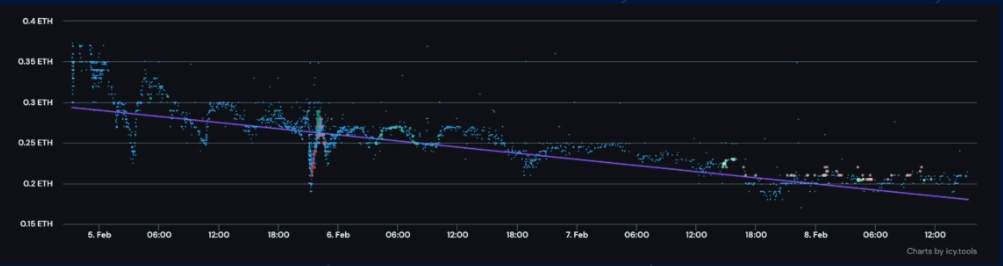 0.4 ETH
0.35 ETH
0.3 ETH
0.25 ETH
0.2 ETH
0.15 ETH
5. Feb 06:00 12:00 18:00 6. Feb 06:00 12:00 18:00 7. Feb 06:00 12:00 18:00 8. Feb 06:00 12:00
Charts by icy.tools